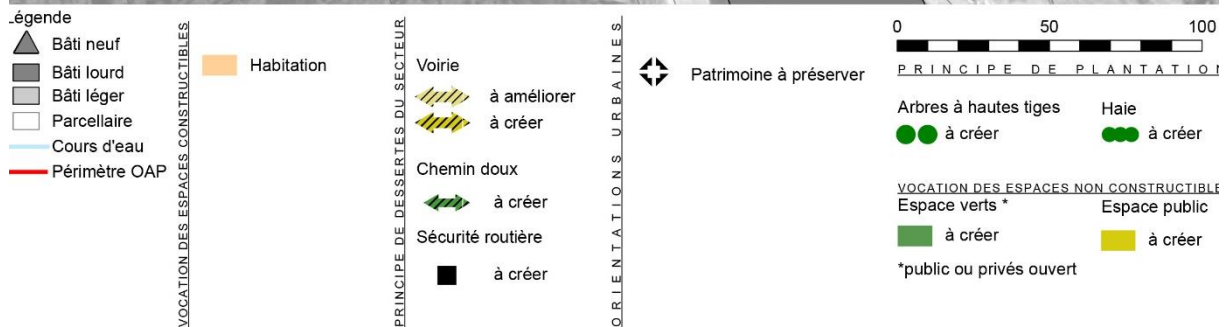 Légende
Bâti neuf
Bâti lourd
Bâti léger
Parcellaire
Cours d'eau
Périmètre OAP
VOCATION DES ESPACES CONSTRUCTIBLES
Habitation
PRINCIPE DE DESSERTES DU SECTEUR
Voirie
à améliorer
à créer
Chemin doux
à créer
Sécurité routière
à créer
ORIENTATIONS URBAINES
Patrimoine à préserver
0 50 100
PRINCIPE DE PLANTATION
Arbres à hautes tiges
à créer
Haie
à créer
VOCATION DES ESPACES NON CONSTRUCTIBLE
Espace verts *
à créer
Espace public
à créer
*public ou privés ouvert